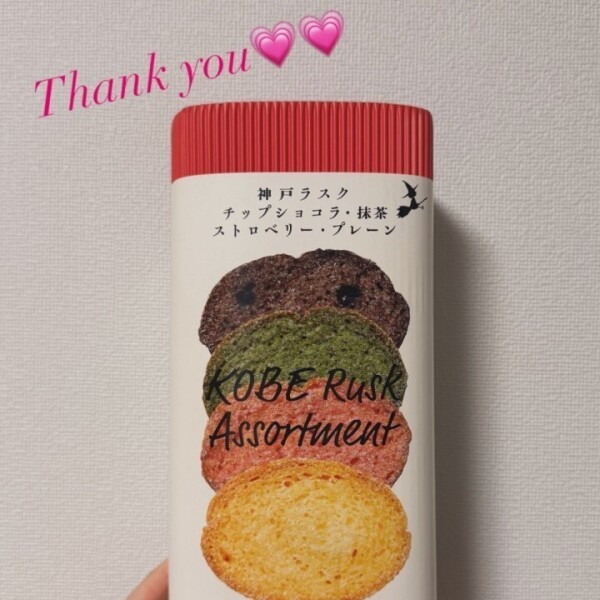 Thank you💗💗
神戸ラスク
チップショコラ・抹茶
ストロベリー・プレーン
KOBE Rusk
Assortment